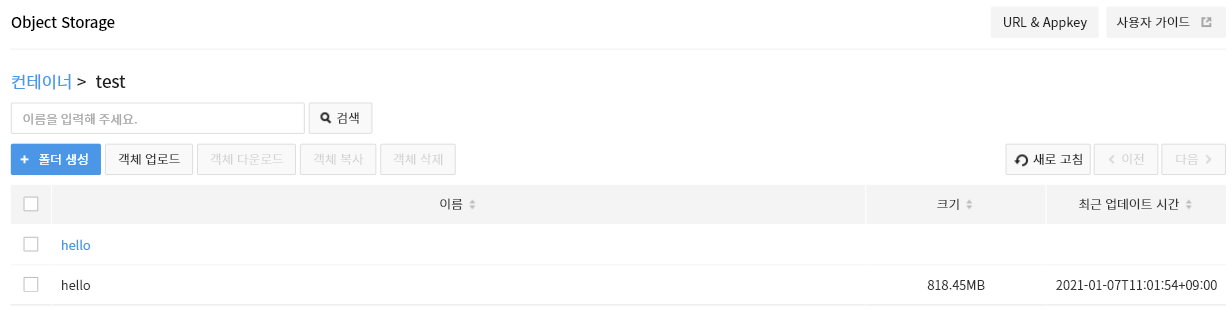 Object Storage
URL & Appkey
사용자 가이드
컨테이너 > test
이름을 입력해 주세요.
검색
+ 폴더 생성
객체 업로드
객체 다운로드
객체 복사
객체 삭제
새로 고침
이전
다음
이름
크기
최근 업데이트 시간
hello
hello 818.45MB 2021-01-07T11:01:54+09:00